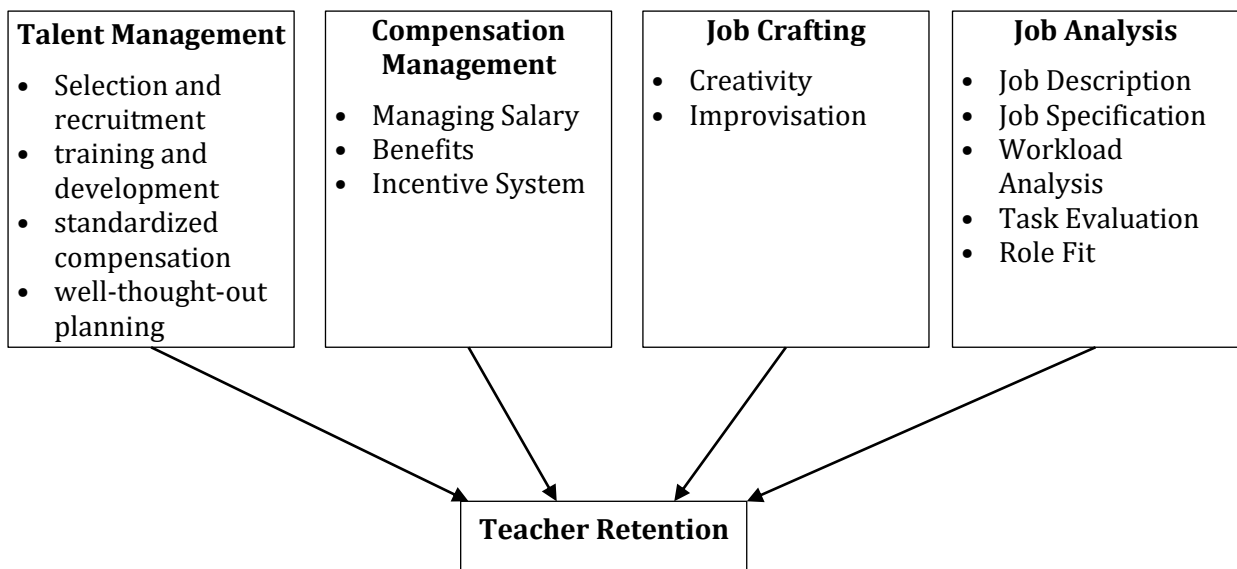 Talent Management
• Selection and
recruitment
• training and
development
• standardized
compensation
• well-thought-out
planning
Compensation
Management
• Managing Salary
• Benefits
• Incentive System
Job Crafting
• Creativity
• Improvisation
Job Analysis
• Job Description
• Job Specification
• Workload
Analysis
• Task Evaluation
• Role Fit
Teacher Retention